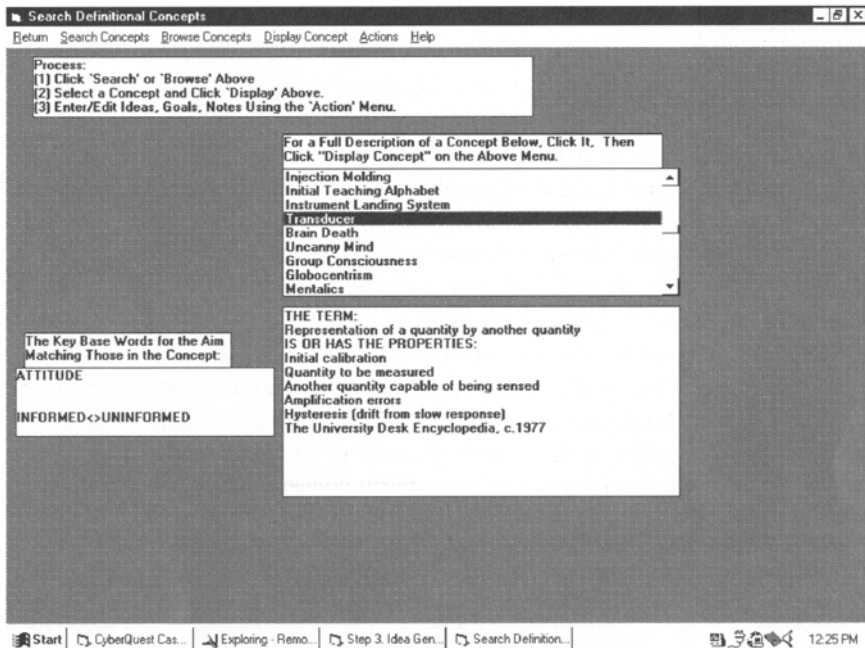 Search Definitional Concepts
Return Search Concepts Browse Concepts Display Concept Actions Help
Process:
(1) Click `Search' or `Browse' Above
(2) Select a Concept and Click `Display' Above.
(3) Enter/Edit Ideas, Goals, Notes Using the `Action' Menu.
For a Full Description of a Concept Below, Click It, Then
Click "Display Concept" on the Above Menu.
Injection Molding
Initial Teaching Alphabet
Instrument Landing System
Transducer
Brain Death
Uncanny Mind
Group Consciousness
Globocentrism
Mentalics
The Key Base Words for the Aim
Matching Those in the Concept:
ATTITUDE
INFORMED<>UNINFORMED
THE TERM:
Representation of a quantity by another quantity
IS OR HAS THE PROPERTIES:
Initial calibration
Quantity to be measured
Another quantity capable of being sensed
Amplification errors
Hysteresis (drift from slow response)
The University Desk Encyclopedia, c.1977
Start CyberQuest Cas... Exploring - Remo... Step 3. Idea Gen... Search Definition... 12:25 PM